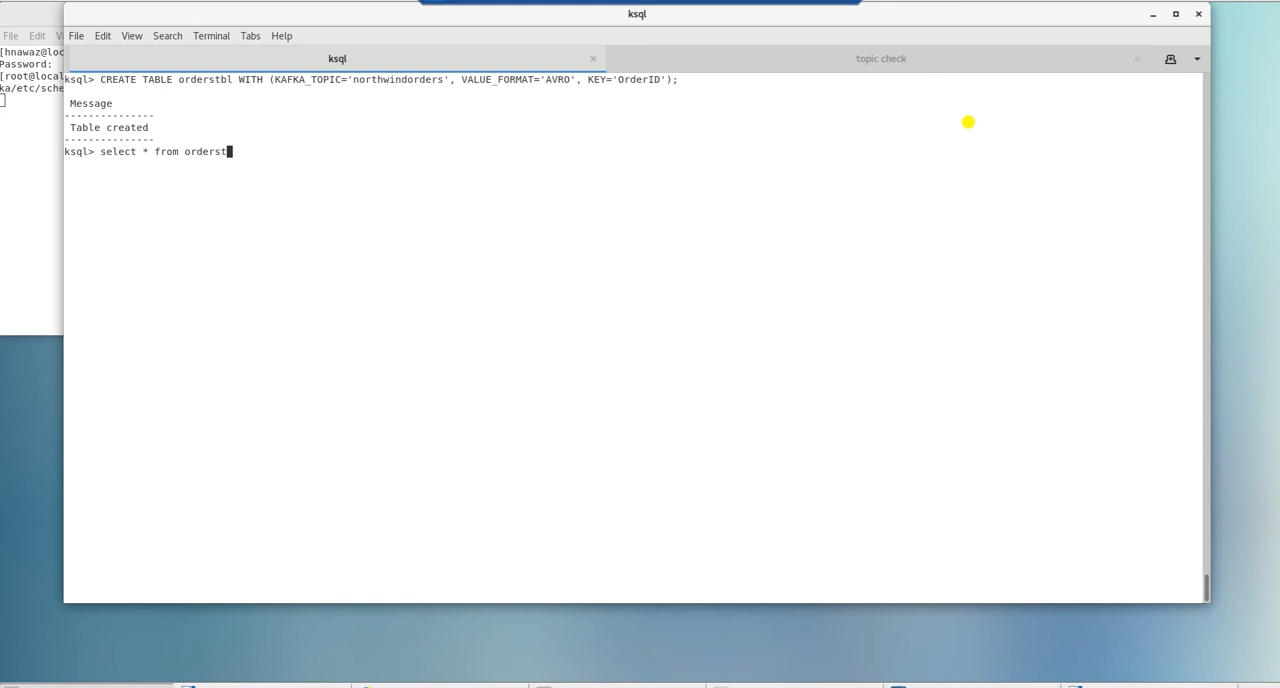 ksql
File Edit Vi
File Edit View Search Terminal Tabs Help
[hnawaz@loc
Password:
[root@local
ka/etc/sche
ksql
topic check
ksql> CREATE TABLE orderstbl WITH (KAFKA_TOPIC='northwindorders', VALUE_FORMAT='AVRO', KEY='OrderID');
Message
---------------
Table created
---------------
ksql> select * from orderst